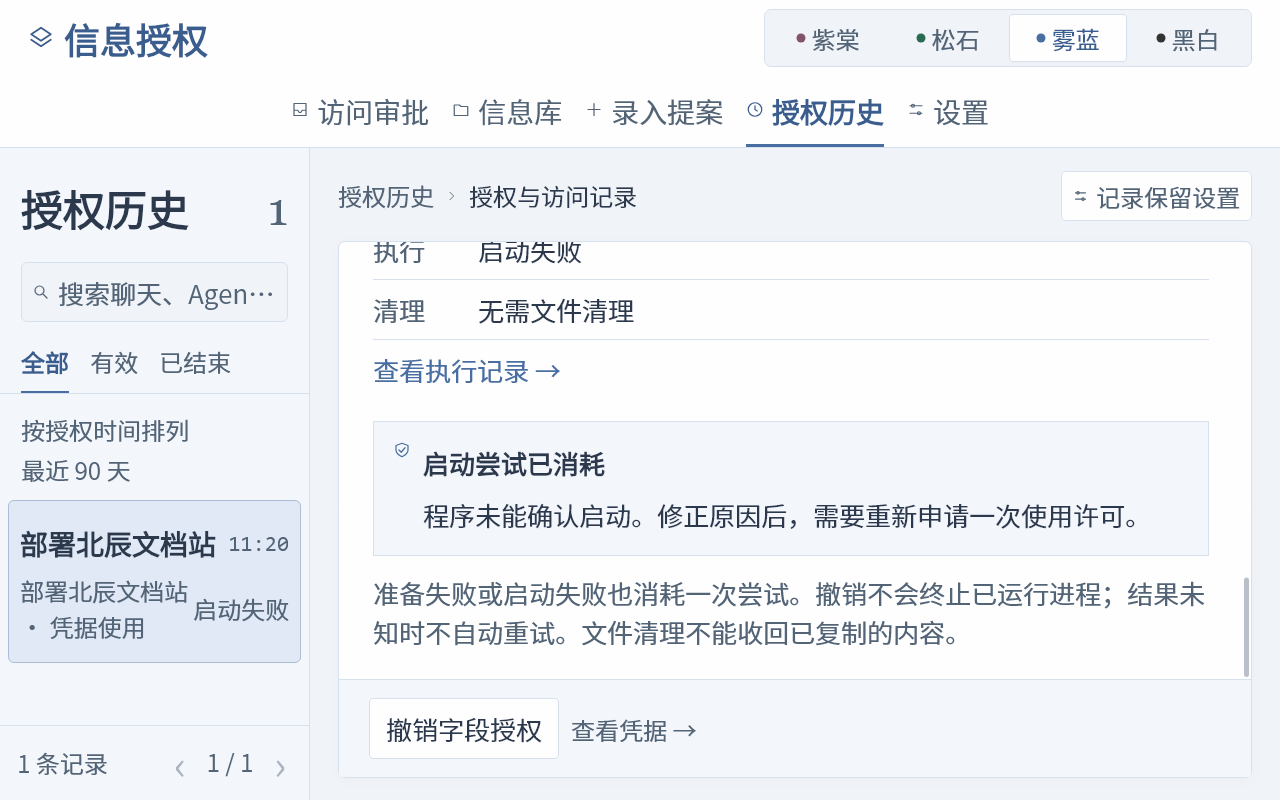 信息授权
紫棠
松石
雾蓝
黑白
访问审批
信息库
录入提案
授权历史
设置
授权历史 1
搜索聊天、Agen…
全部 有效 已结束
按授权时间排列
最近 90 天
部署北辰文档站 11:20
部署北辰文档站
· 凭据使用
启动失败
1 条记录
‹ 1 / 1 ›
授权历史 › 授权与访问记录
记录保留设置
执行 启动失败
清理 无需文件清理
查看执行记录 →
启动尝试已消耗
程序未能确认启动。修正原因后，需要重新申请一次使用许可。
准备失败或启动失败也消耗一次尝试。撤销不会终止已运行进程；结果未
知时不自动重试。文件清理不能收回已复制的内容。
撤销字段授权
查看凭据 →